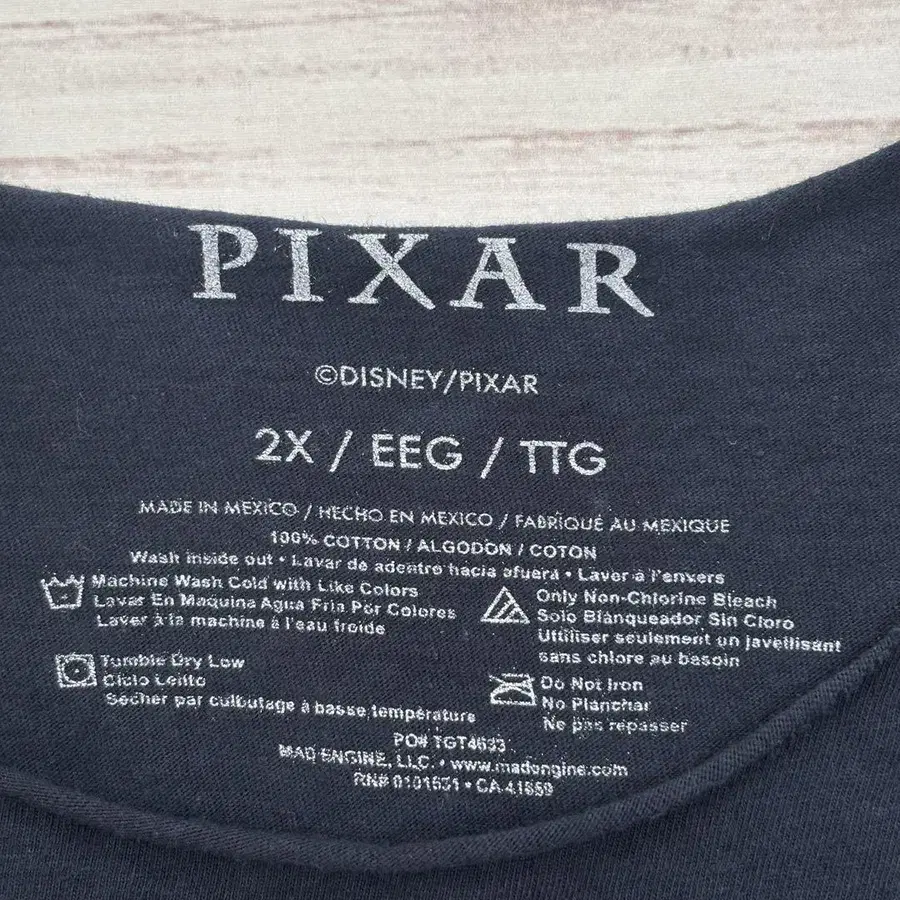 PIXAR
©DISNEY/PIXAR
2X / EEG / TTG
MADE IN MEXICO / HECHO EN MEXICO / FABRIQUÉ AU MEXIQUE
100% COTTON / ALGODON / COTON
Wash inside out • Lavar de adentro hacia afuera • Laver à l'envers
Machine Wash Cold with Like Colors
Lavar En Maquina Agua Fria Por Colores
Laver à la machine à l'eau froide
Only Non-Chlorine Bleach
Solo Blanqueador Sin Cloro
Utiliser seulement un javellisant
sans chlore au besoin
Tumble Dry Low
Ciclo Lento
Sécher par culbutage à basse température
Do Not Iron
No Planchar
Ne pas repasser
PO# TGT4633
MAD ENGINE, LLC. • www.madengine.com
RN# 0101531 • CA 41659